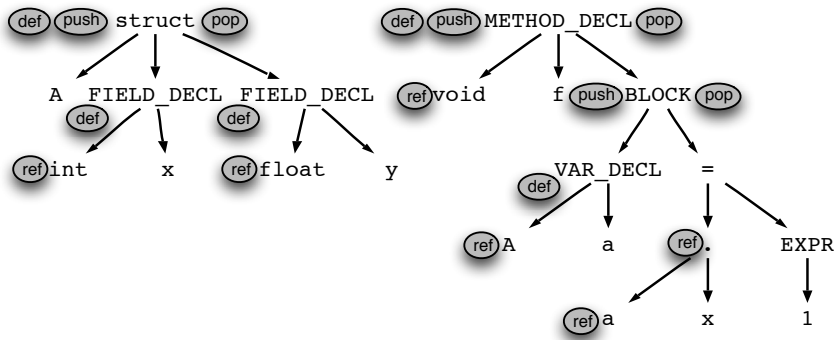 def push struct pop def push METHOD_DECL pop
A FIELD_DECL FIELD_DECL ref void f push BLOCK pop
def def
ref int x ref float y VAR_DECL =
def
ref A a ref . EXPR
ref a x 1